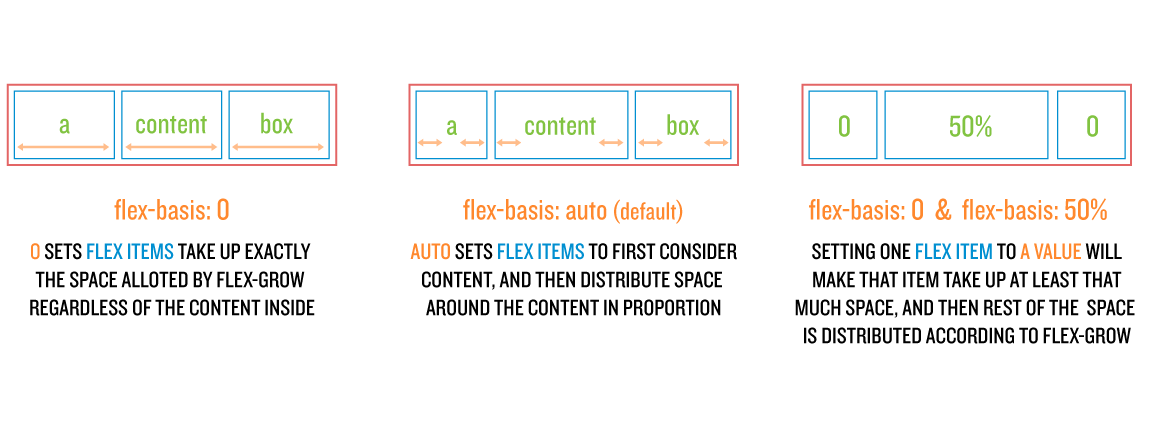 a
content
box
flex-basis: 0
0 SETS FLEX ITEMS TAKE UP EXACTLY
THE SPACE ALLOTED BY FLEX-GROW
REGARDLESS OF THE CONTENT INSIDE
a
content
box
flex-basis: auto (default)
AUTO SETS FLEX ITEMS TO FIRST CONSIDER
CONTENT, AND THEN DISTRIBUTE SPACE
AROUND THE CONTENT IN PROPORTION
0
50%
0
flex-basis: 0 & flex-basis: 50%
SETTING ONE FLEX ITEM TO A VALUE WILL
MAKE THAT ITEM TAKE UP AT LEAST THAT
MUCH SPACE, AND THEN REST OF THE SPACE
IS DISTRIBUTED ACCORDING TO FLEX-GROW